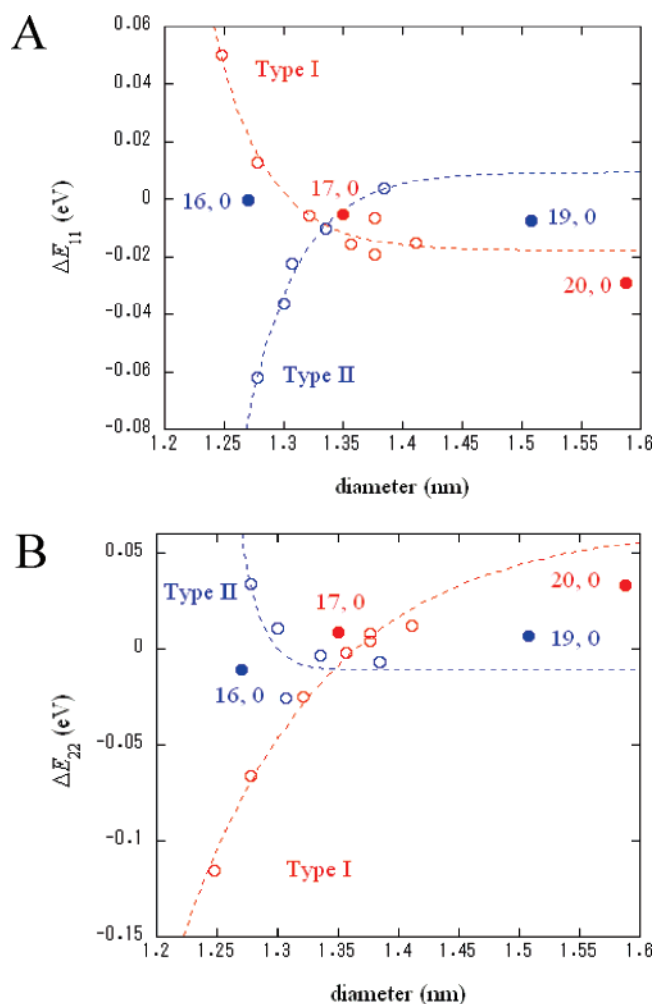 A
0.06
0.04
0.02
0
-0.02
-0.04
-0.06
-0.08
ΔE11 (eV)
Type I
16, 0
17, 0
19, 0
20, 0
Type II
1.2 1.25 1.3 1.35 1.4 1.45 1.5 1.55 1.6
diameter (nm)
B
0.05
0
-0.05
-0.1
-0.15
ΔE22 (eV)
Type II
17, 0
20, 0
16, 0
19, 0
Type I
1.2 1.25 1.3 1.35 1.4 1.45 1.5 1.55 1.6
diameter (nm)